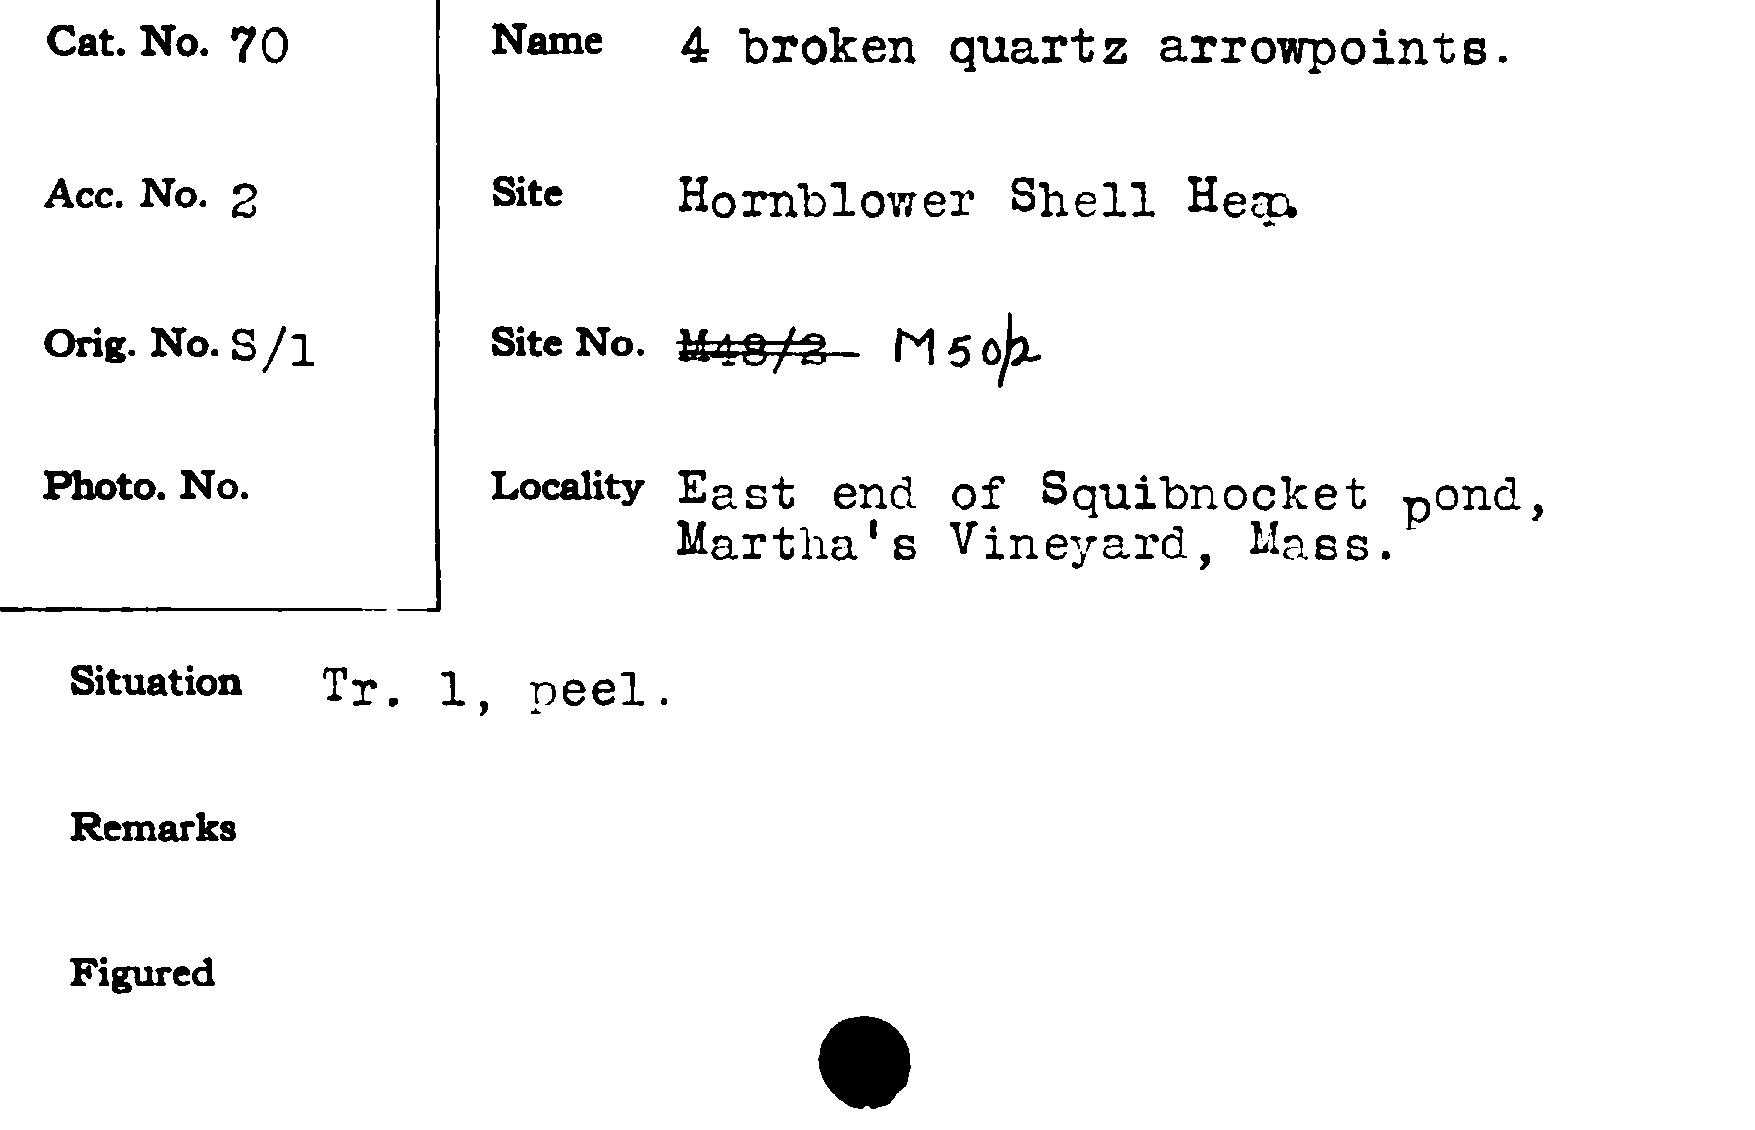 Cat. No. 70
Name 4 broken quartz arrowpoints.
Acc. No. 2
Site Hornblower Shell Heap.
Orig. No. S/1
Site No. M48/2 M50/2
Photo. No.
Locality East end of Squibnocket pond,
Martha's Vineyard, Mass.
Situation Tr. 1, peel.
Remarks
Figured